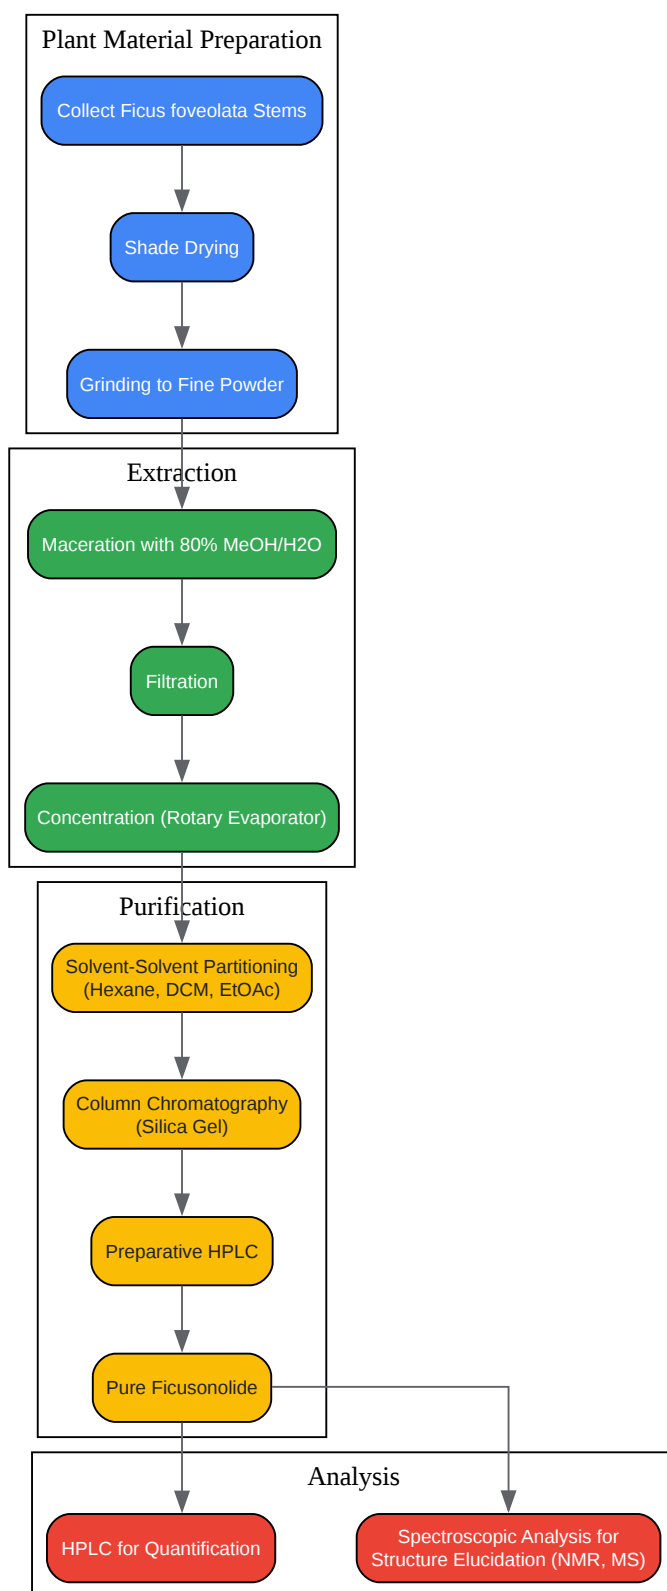 Plant Material Preparation
Collect Ficus foveolata Stems
Shade Drying
Grinding to Fine Powder
Extraction
Maceration with 80% MeOH/H2O
Filtration
Concentration (Rotary Evaporator)
Purification
Solvent-Solvent Partitioning
(Hexane, DCM, EtOAc)
Column Chromatography
(Silica Gel)
Preparative HPLC
Pure Ficusonolide
Analysis
HPLC for Quantification
Spectroscopic Analysis for
Structure Elucidation (NMR, MS)